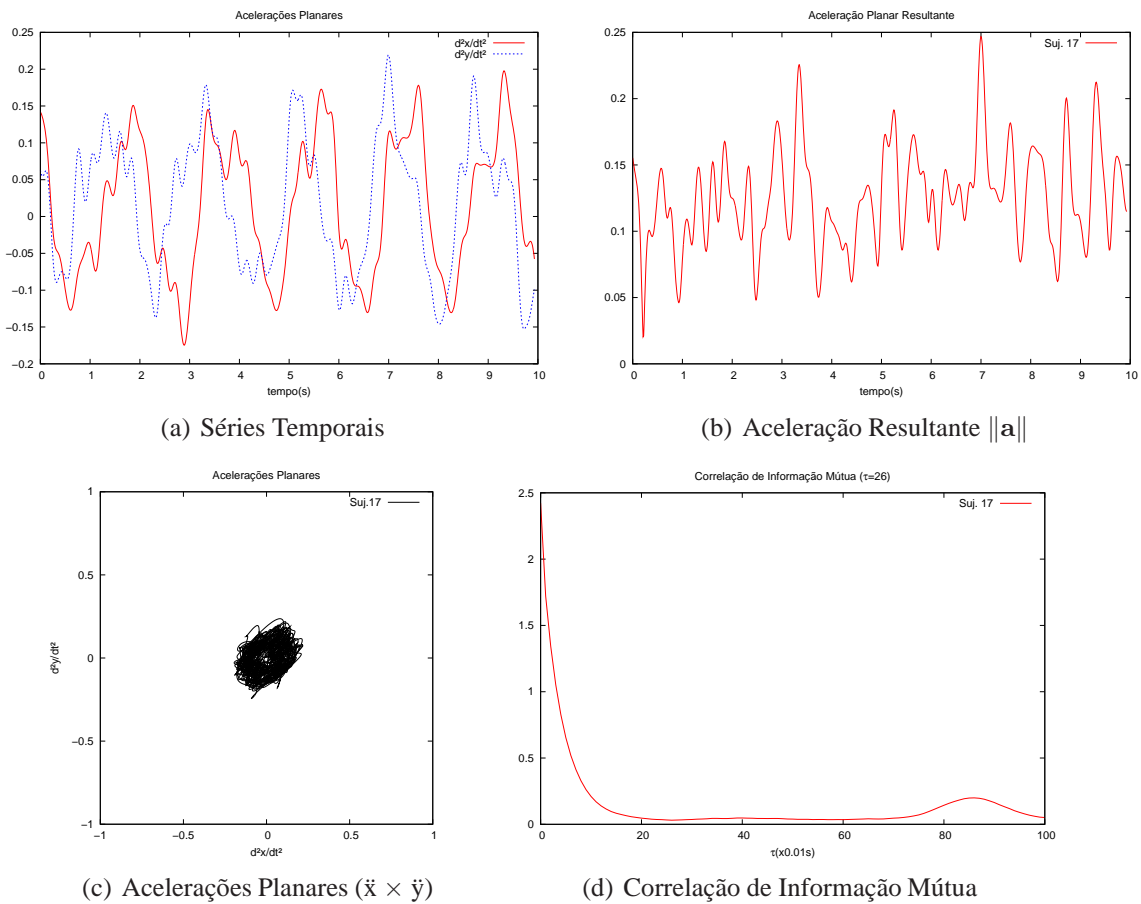 Acelerações Planares
d²x/dt²
d²y/dt²
0.25
0.2
0.15
0.1
0.05
0
−0.05
−0.1
−0.15
−0.2
0 1 2 3 4 5 6 7 8 9 10
tempo(s)
(a) Séries Temporais
Aceleração Planar Resultante
Suj. 17
0.25
0.2
0.15
0.1
0.05
0
0 1 2 3 4 5 6 7 8 9 10
tempo(s)
(b) Aceleração Resultante ‖a‖
Acelerações Planares
Suj.17
1
0.5
0
−0.5
−1
d²y/dt²
−1 −0.5 0 0.5 1
d²x/dt²
(c) Acelerações Planares (ẍ × ÿ)
Correlação de Informação Mútua (τ=26)
Suj. 17
2.5
2
1.5
1
0.5
0
0 20 40 60 80 100
τ(x0.01s)
(d) Correlação de Informação Mútua